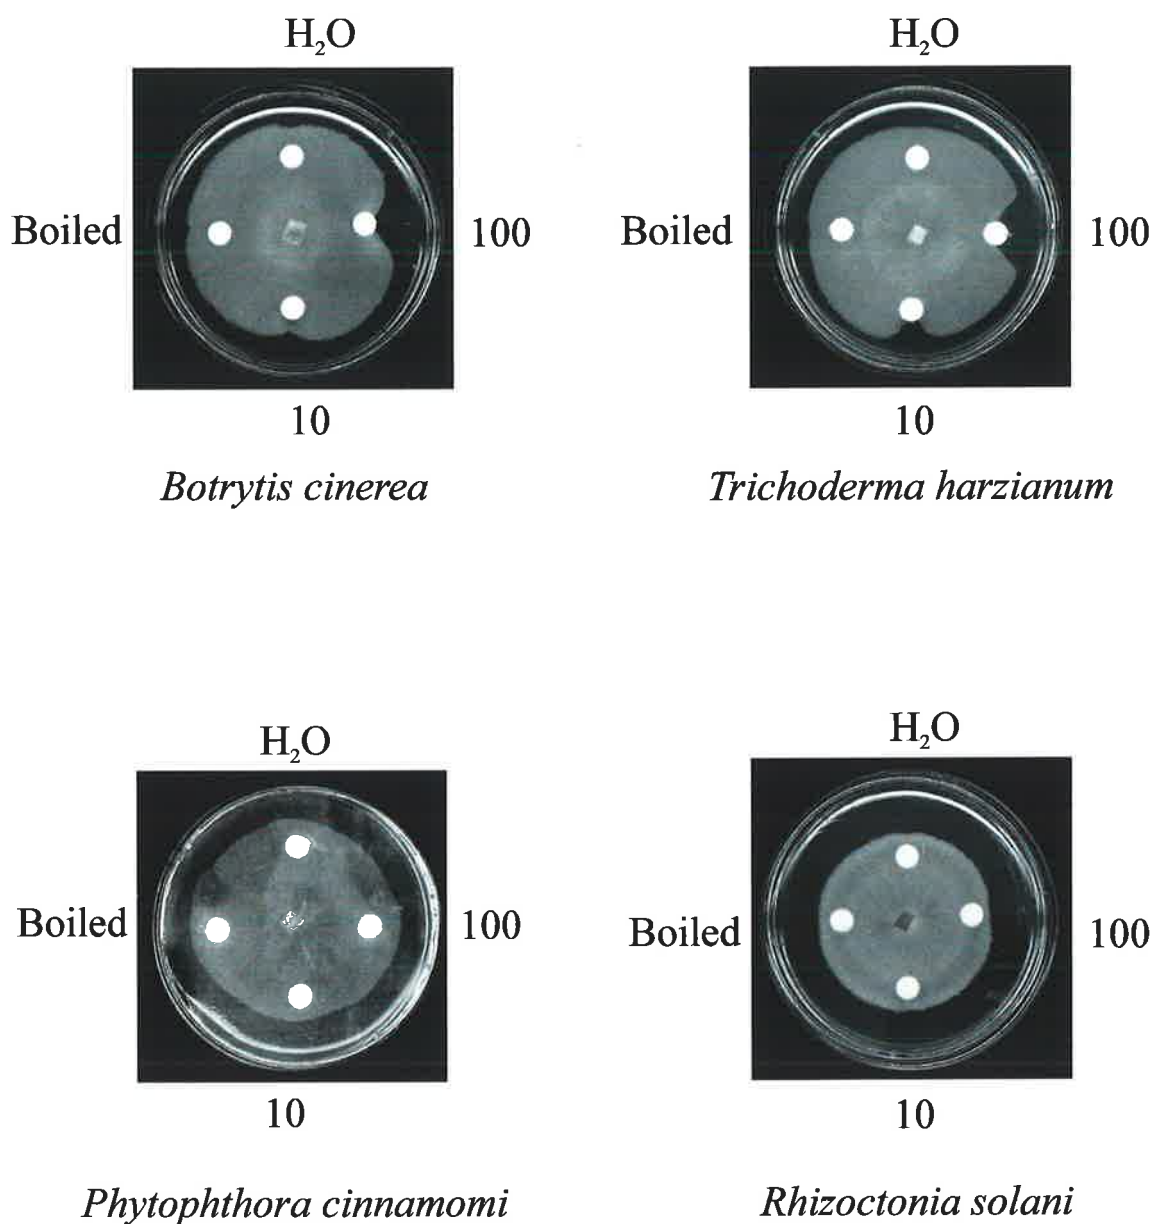 H₂O
H₂O
Boiled
100
Boiled
100
10
10
Botrytis cinerea
Trichoderma harzianum
H₂O
H₂O
Boiled
100
Boiled
100
10
10
Phytophthora cinnamomi
Rhizoctonia solani